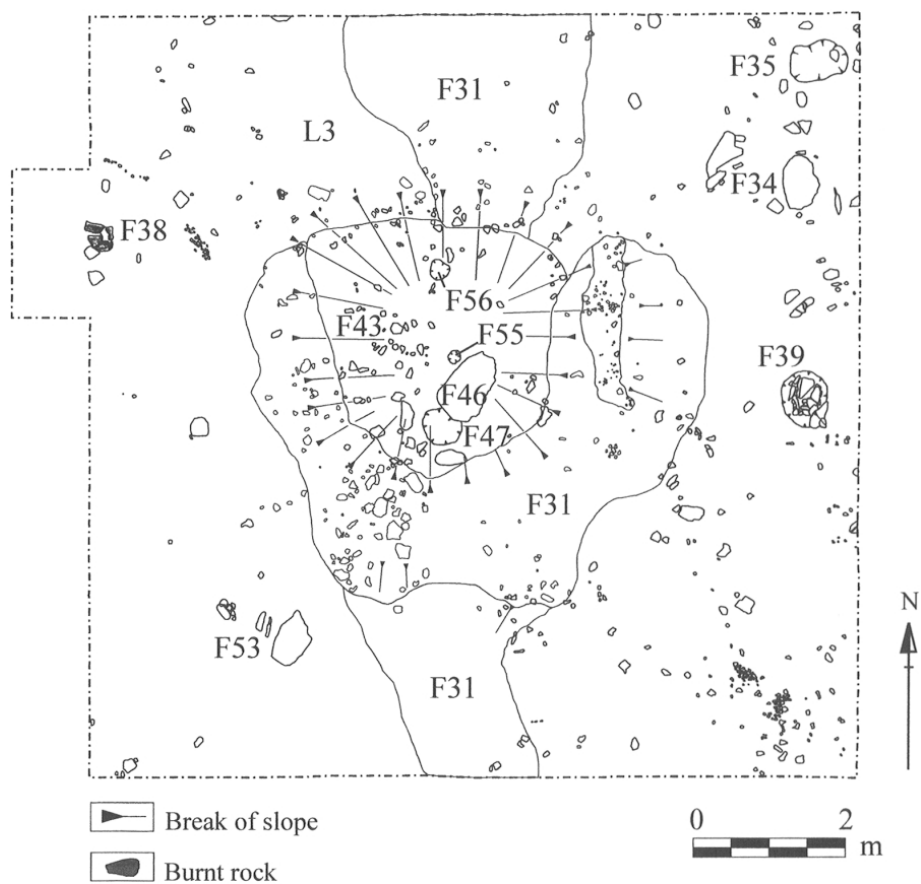 F31
F35
L3
F34
F38
F56
F43
F55
F39
F46
F47
F31
F53
F31
N
Break of slope
Burnt rock
0 2
m